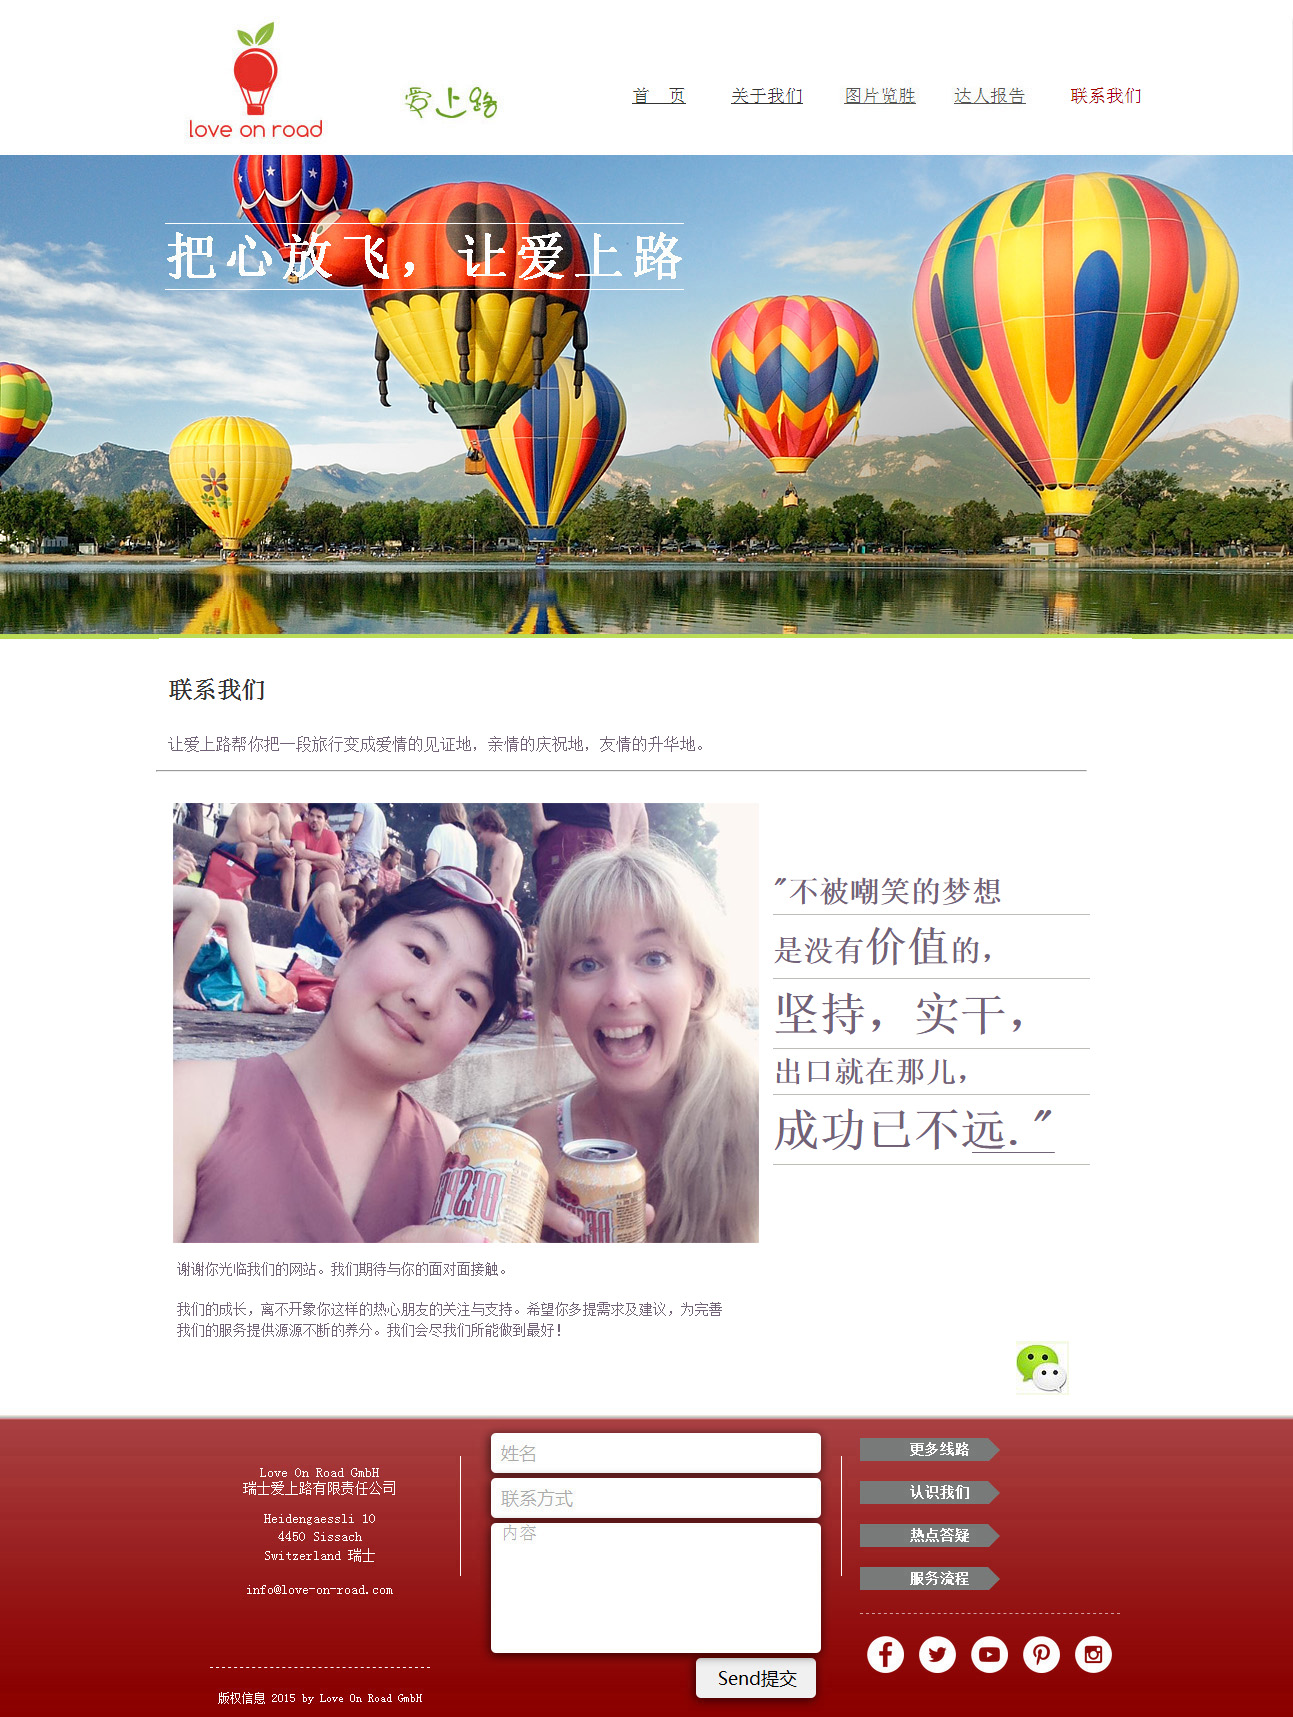 love on road
爱上路
首 页
关于我们
图片览胜
达人报告
联系我们
把心放飞，让爱上路
联系我们
让爱上路帮你把一段旅行变成爱情的见证地，亲情的庆祝地，友情的升华地。
"不被嘲笑的梦想
是没有价值的，
坚持，实干，
出口就在那儿，
成功已不远."
DESPE
DESPE
谢谢你光临我们的网站。我们期待与你的面对面接触。
我们的成长，离不开象你这样的热心朋友的关注与支持。希望你多提需求及建议，为完善
我们的服务提供源源不断的养分。我们会尽我们所能做到最好!
Love On Road GmbH
瑞士爱上路有限责任公司
Heidengaessli 10
4450 Sissach
Switzerland 瑞士
info@love-on-road.com
版权信息 2015 by Love On Road GmbH
姓名
联系方式
内容
Send提交
更多线路
认识我们
热点答疑
服务流程